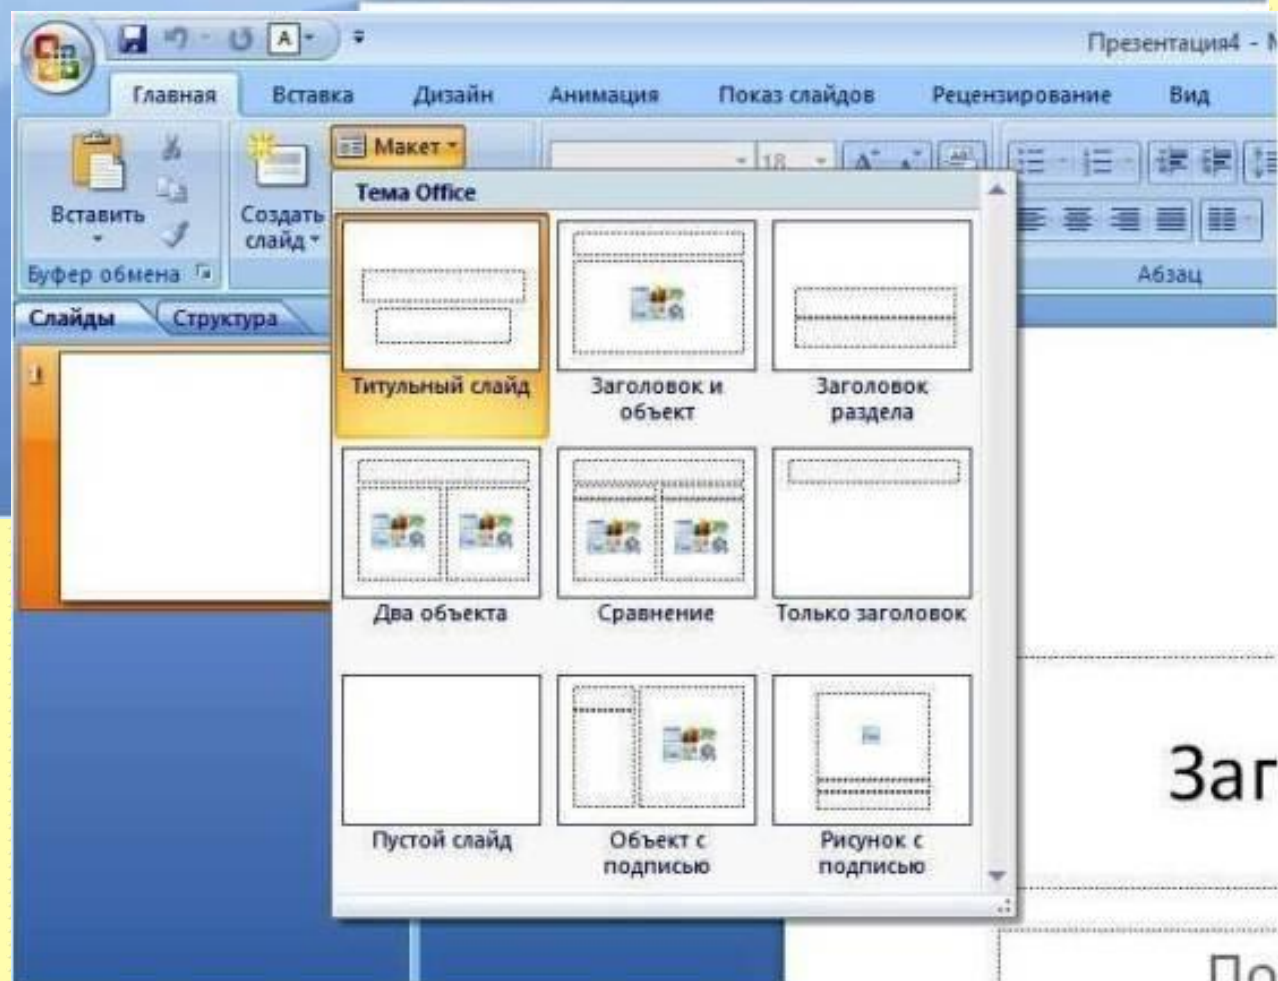 A
Презентация4 -
Главная Вставка Дизайн Анимация Показ слайдов Рецензирование Вид
Макет
18
Вставить
Создать
слайд
Буфер обмена
Абзац
Слайды Структура
1
Тема Office
Титульный слайд
Заголовок и
объект
Заголовок
раздела
Два объекта
Сравнение
Только заголовок
Пустой слайд
Объект с
подписью
Рисунок с
подписью
Заг
По